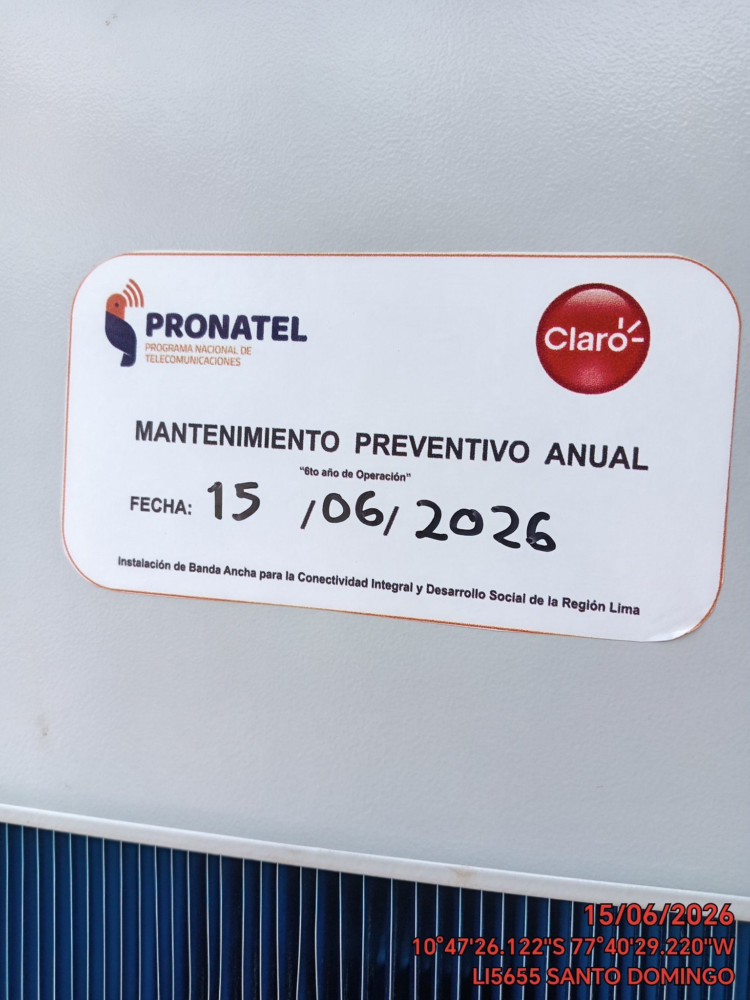 PRONATEL
PROGRAMA NACIONAL DE
TELECOMUNICACIONES
Claro
MANTENIMIENTO PREVENTIVO ANUAL
"6to año de Operación"
FECHA: 15 /06/ 2026
Instalación de Banda Ancha para la Conectividad Integral y Desarrollo Social de la Región Lima
15/06/2026
10°47'26.122"S 77°40'29.220"W
LI5655 SANTO DOMINGO